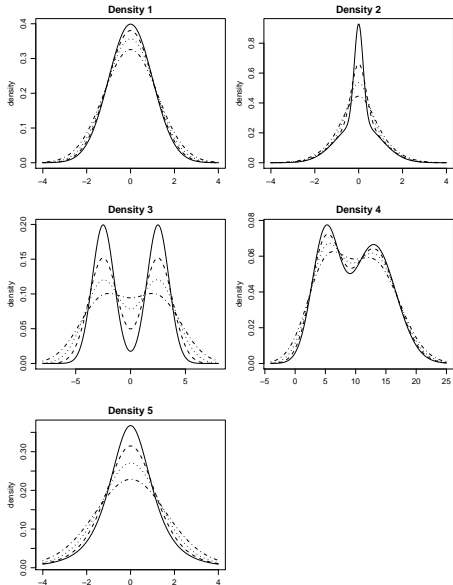 Density 1
density
0.0 0.1 0.2 0.3 0.4
−4 −2 0 2 4
Density 2
density
0.0 0.2 0.4 0.6 0.8
−4 −2 0 2 4
Density 3
density
0.00 0.05 0.10 0.15 0.20
−5 0 5
Density 4
density
0.00 0.02 0.04 0.06 0.08
−5 0 5 10 15 20 25
Density 5
density
0.00 0.10 0.20 0.30
−4 −2 0 2 4